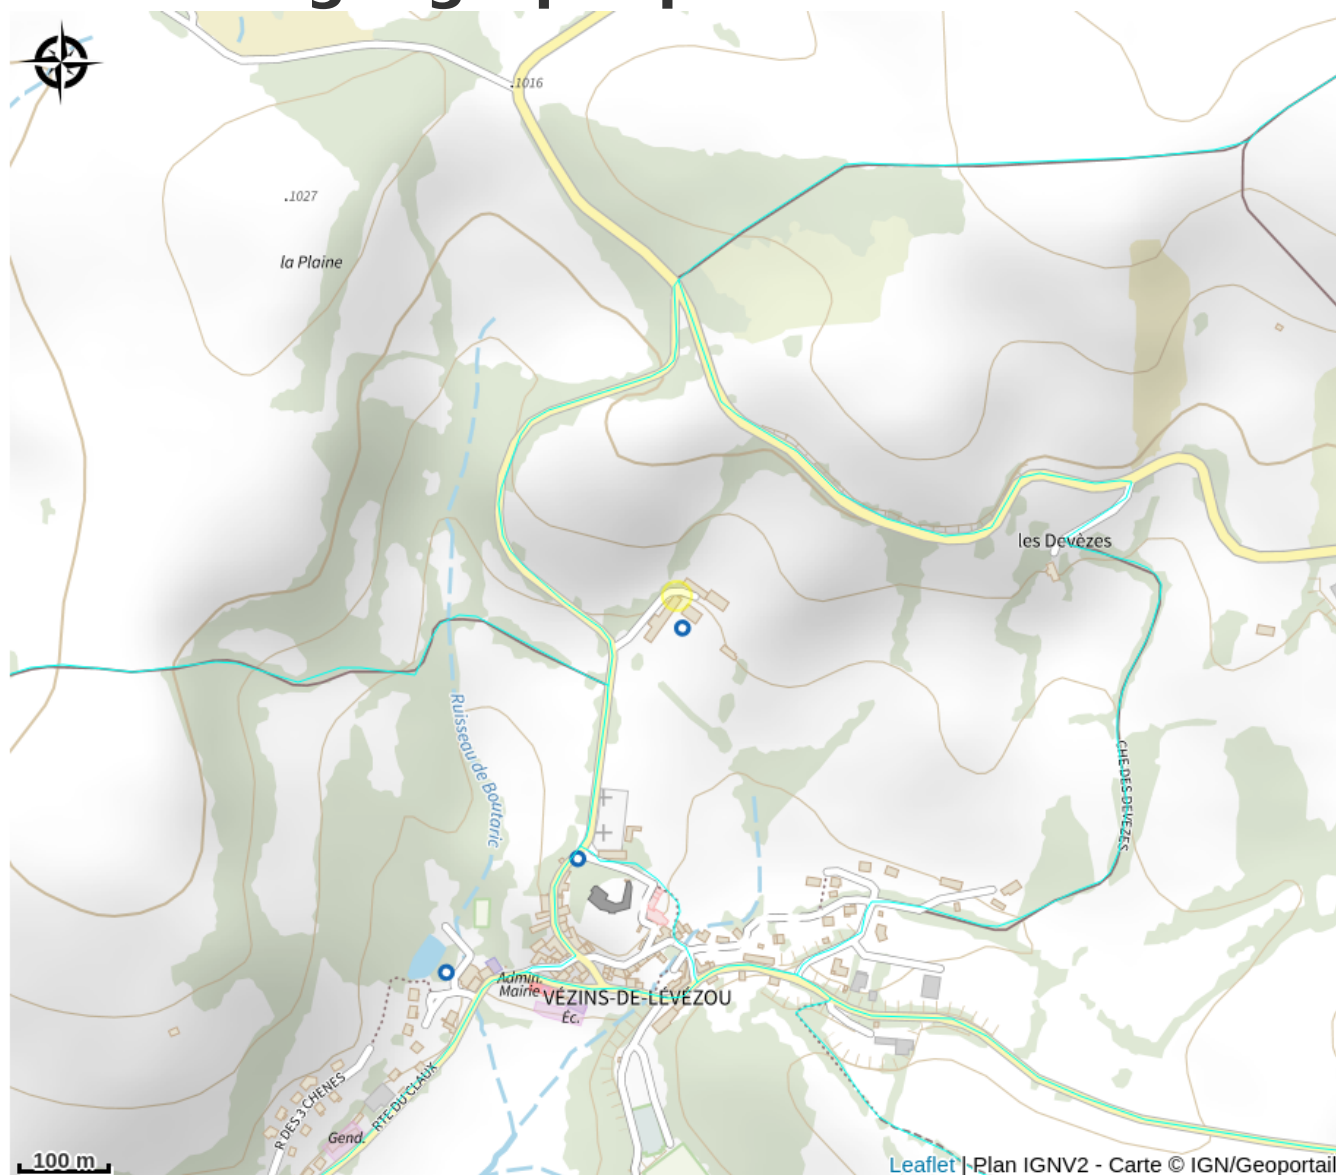 .1016
.1027
la Plaine
les Devèzes
Ruisseau de Boutaric
CHE DES DEVEZES
Admin.
Mairie
VÉZINS-DE-LÉVÉZOU
Éc.
R DES 3 CHENES
RTE DU CLAUX
Gend.
100 m
Leaflet | Plan IGNV2 - Carte © IGN/Geoportail